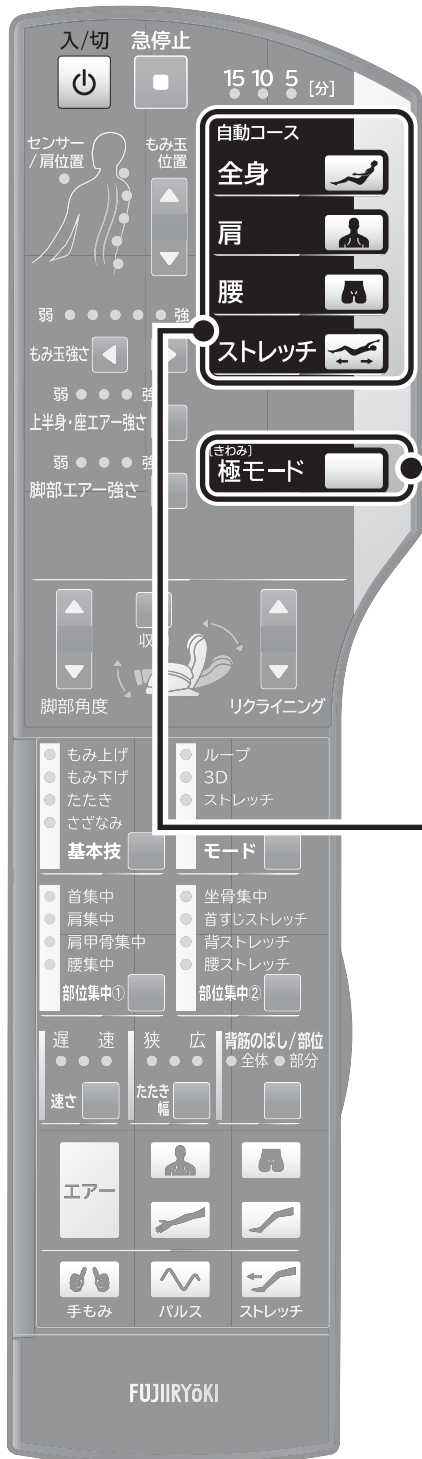 入/切 急停止
15 10 5 [分]
センサー
/肩位置
もみ玉
位置
自動コース
全身
肩
腰
ストレッチ
弱 強
もみ玉強さ
弱 強
上半身・座エアー強さ
弱 強
脚部エアー強さ
[きわみ]
極モード
収
脚部角度 リクライニング
もみ上げ
もみ下げ
たたき
さざなみ
基本技
ループ
3D
ストレッチ
モード
首集中
肩集中
肩甲骨集中
腰集中
部位集中①
坐骨集中
首すじストレッチ
背ストレッチ
腰ストレッチ
部位集中②
遅 速
速さ
狭 広
たたき
幅
背筋のばし/部位
全体 部分
エアー
手もみ パルス ストレッチ
FUJIIRYōKI